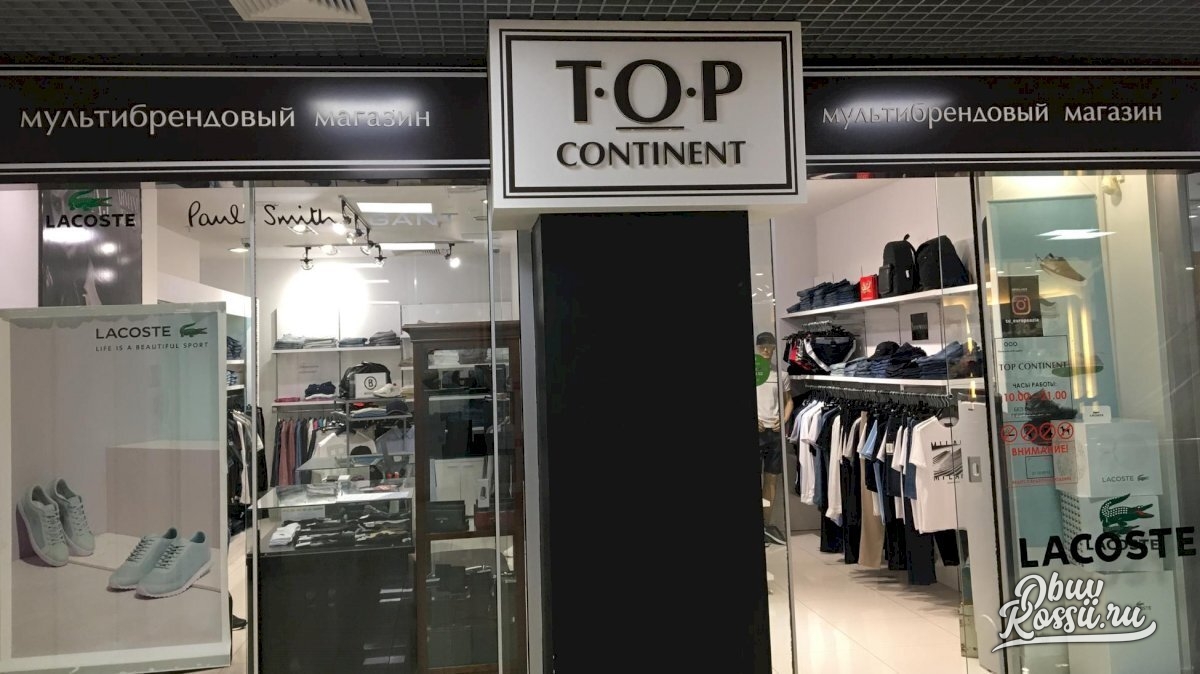 T·O·P
CONTINENT
мультибрендовый магазин
мультибрендовый магазин
LACOSTE
Paul Smith
GANT
LACOSTE
LIFE IS A BEAUTIFUL SPORT
ООО
TOP CONTINENT
ЧАСЫ РАБОТЫ:
ВНИМАНИЕ!
LACOSTE
LACOSTE
Obuv
Rossii.ru